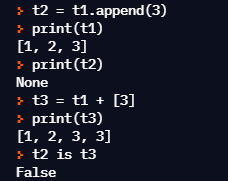 > t2 = t1.append(3)
> print(t1)
[1, 2, 3]
> print(t2)
None
> t3 = t1 + [3]
> print(t3)
[1, 2, 3, 3]
> t2 is t3
False